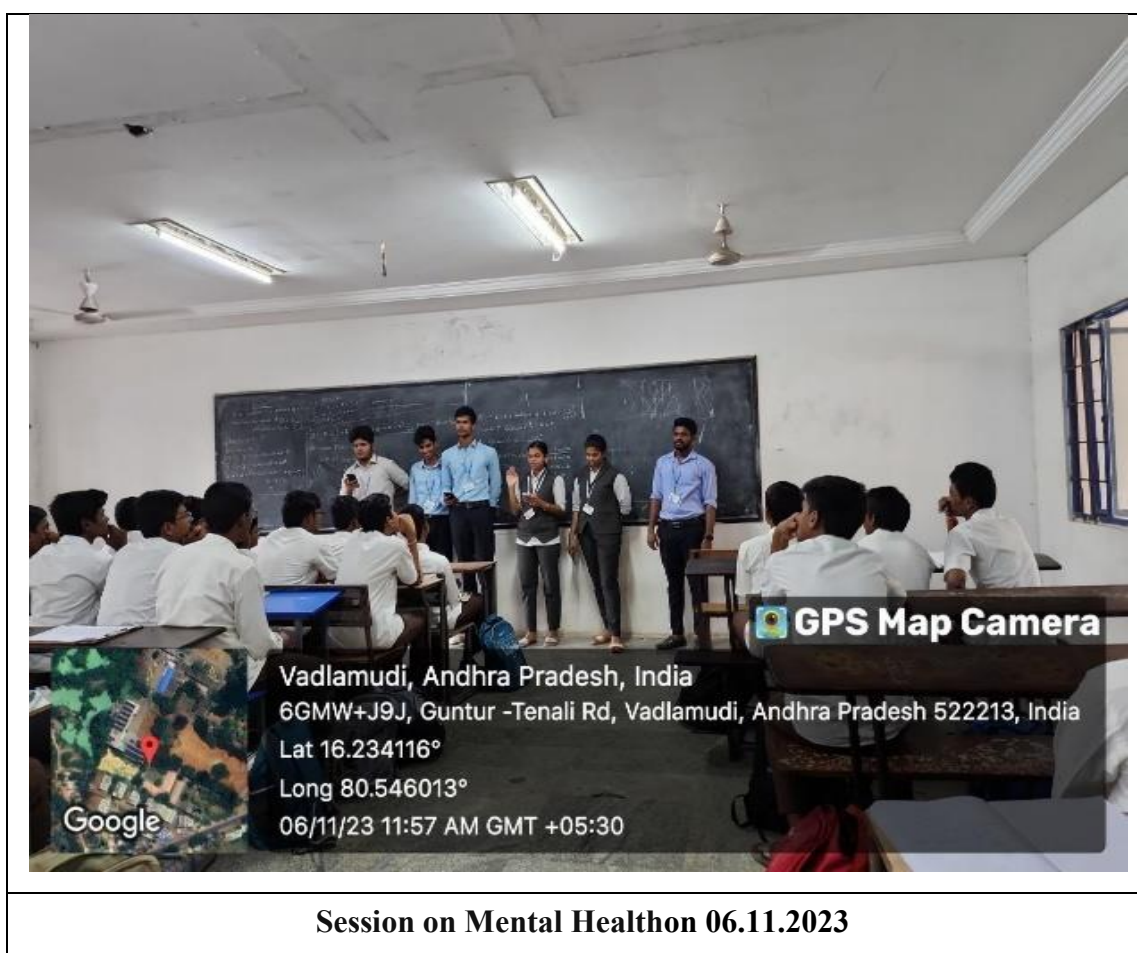 GPS Map Camera
Vadlamudi, Andhra Pradesh, India
6GMW+J9J, Guntur -Tenali Rd, Vadlamudi, Andhra Pradesh 522213, India
Lat 16.234116°
Long 80.546013°
06/11/23 11:57 AM GMT +05:30
Google
Session on Mental Healthon 06.11.2023